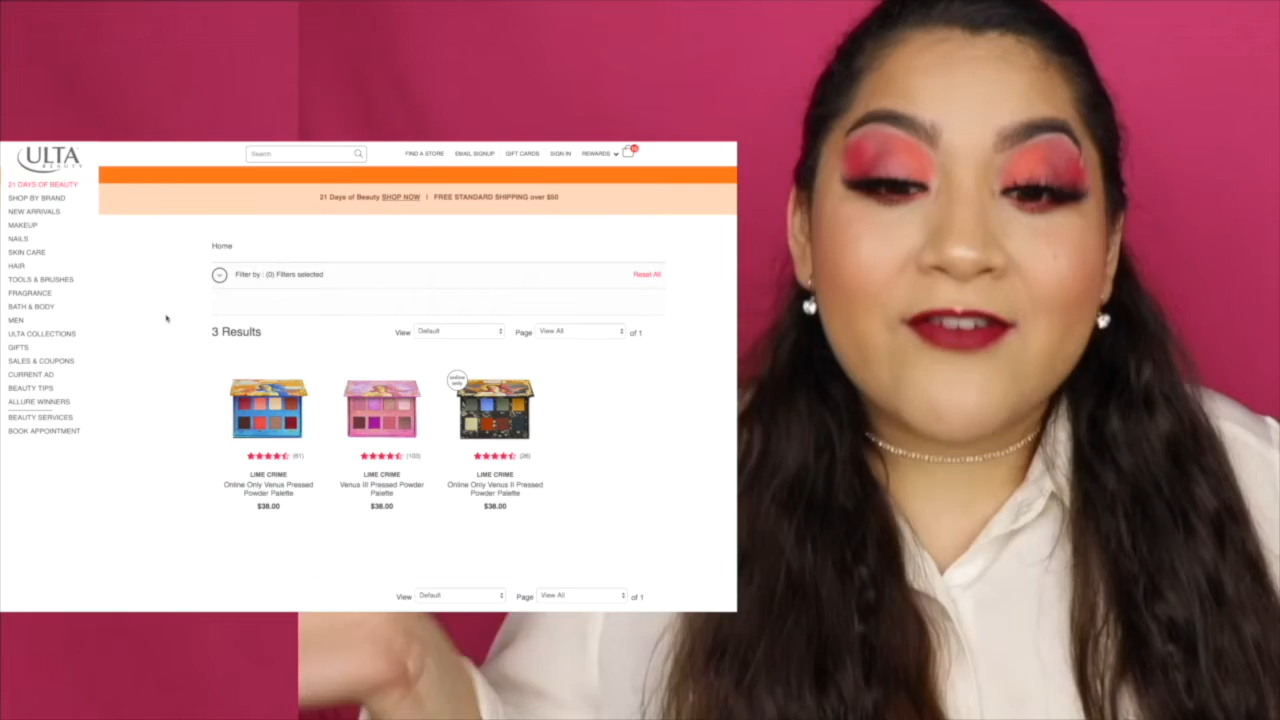 ULTA
BEAUTY
Search
FIND A STORE
EMAIL SIGNUP
GIFT CARDS
SIGN IN
REWARDS
21 Days of Beauty SHOP NOW | FREE STANDARD SHIPPING over $50
21 DAYS OF BEAUTY
SHOP BY BRAND
NEW ARRIVALS
MAKEUP
NAILS
SKIN CARE
HAIR
TOOLS & BRUSHES
FRAGRANCE
BATH & BODY
MEN
ULTA COLLECTIONS
GIFTS
SALES & COUPONS
CURRENT AD
BEAUTY TIPS
ALLURE WINNERS
BEAUTY SERVICES
BOOK APPOINTMENT
Home
Filter by : (0) Filters selected
Reset All
3 Results
View Default
Page View All of 1
(61)
LIME CRIME
Online Only Venus Pressed
Powder Palette
$38.00
(103)
LIME CRIME
Venus III Pressed Powder
Palette
$38.00
online
only
(26)
LIME CRIME
Online Only Venus II Pressed
Powder Palette
$38.00
View Default
Page View All of 1